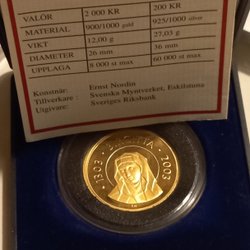 VALÖR 2 000 KR 200 KR
MATERIAL 900/1000 guld 925/1000 silver
VIKT 12,00 g 27,03 g
DIAMETER 26 mm 36 mm
UPPLAGA 8 000 st max 60 000 st max
Konstnär: Ernst Nordin
Tillverkare: Svenska Myntverket, Eskilstuna
Utgivare: Sveriges Riksbank
1303 BIRGITTA 2003